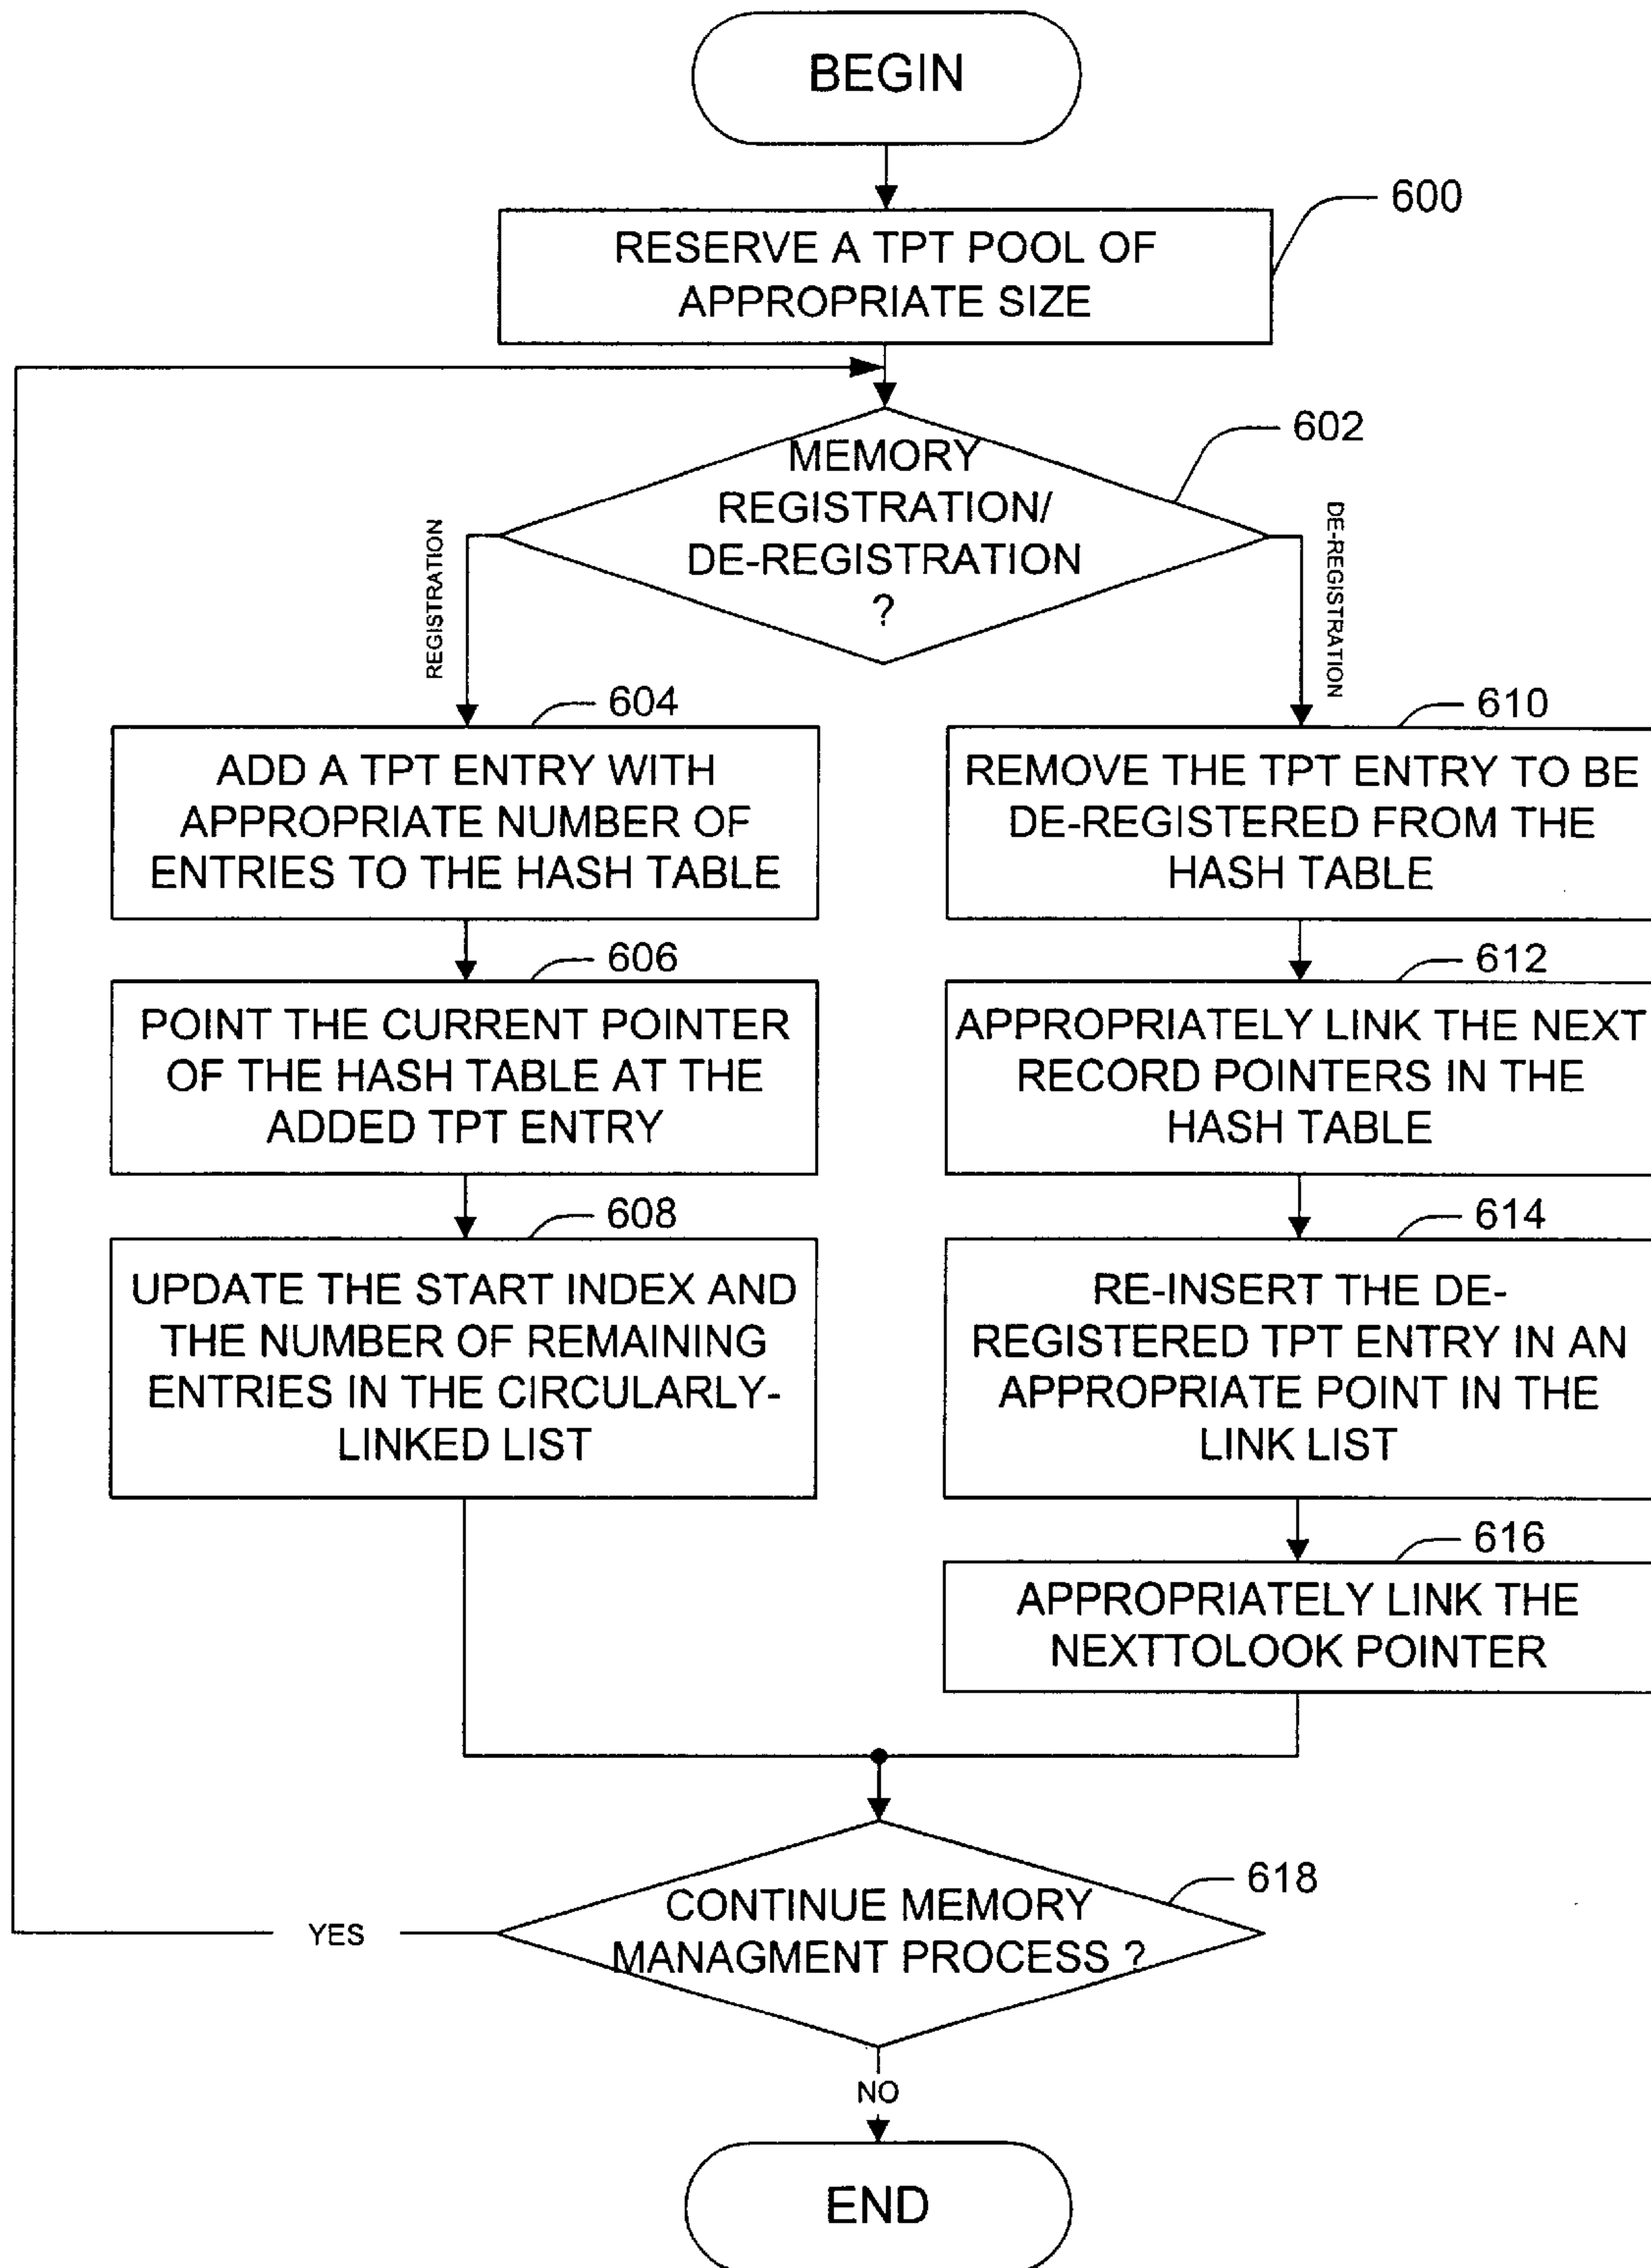 BEGIN
600
RESERVE A TPT POOL OF
APPROPRIATE SIZE
602
MEMORY
REGISTRATION/
DE-REGISTRATION
?
REGISTRATION
DE-REGISTRATION
604
ADD A TPT ENTRY WITH
APPROPRIATE NUMBER OF
ENTRIES TO THE HASH TABLE
606
POINT THE CURRENT POINTER
OF THE HASH TABLE AT THE
ADDED TPT ENTRY
608
UPDATE THE START INDEX AND
THE NUMBER OF REMAINING
ENTRIES IN THE CIRCULARLY-
LINKED LIST
610
REMOVE THE TPT ENTRY TO BE
DE-REGISTERED FROM THE
HASH TABLE
612
APPROPRIATELY LINK THE NEXT
RECORD POINTERS IN THE
HASH TABLE
614
RE-INSERT THE DE-
REGISTERED TPT ENTRY IN AN
APPROPRIATE POINT IN THE
LINK LIST
616
APPROPRIATELY LINK THE
NEXTTOLOOK POINTER
618
CONTINUE MEMORY
MANAGMENT PROCESS ?
YES
NO
END